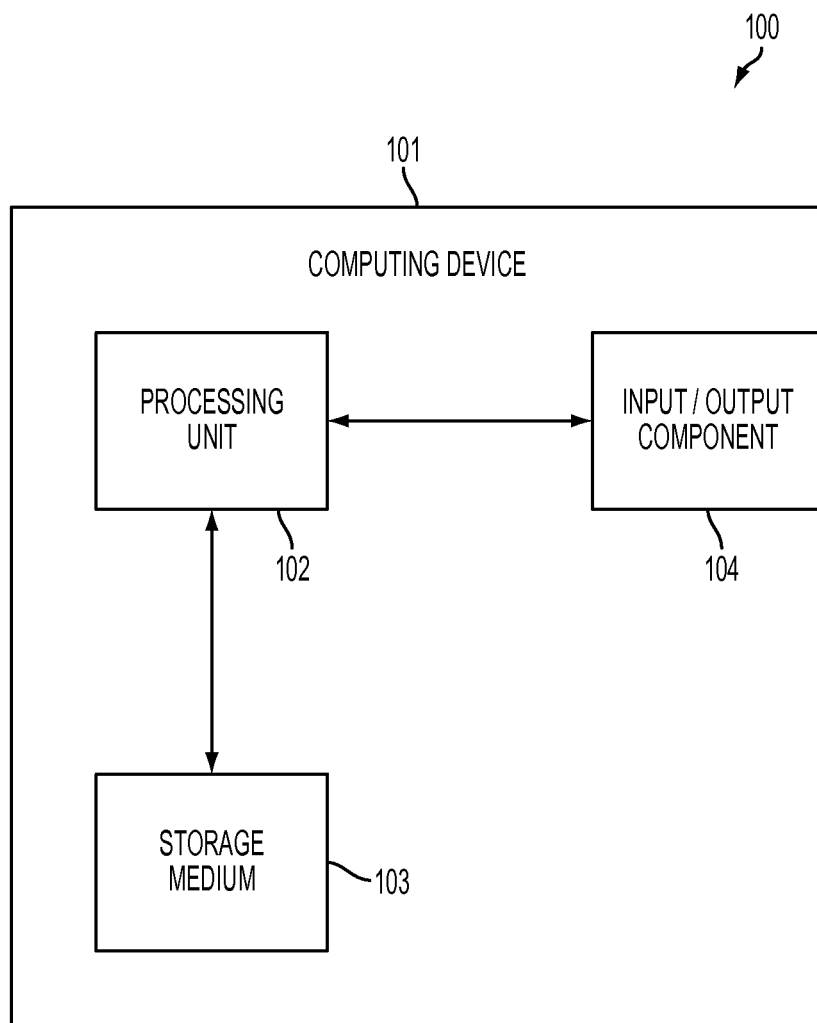 100
101
COMPUTING DEVICE
PROCESSING
UNIT
INPUT / OUTPUT
COMPONENT
102
104
STORAGE
MEDIUM
103